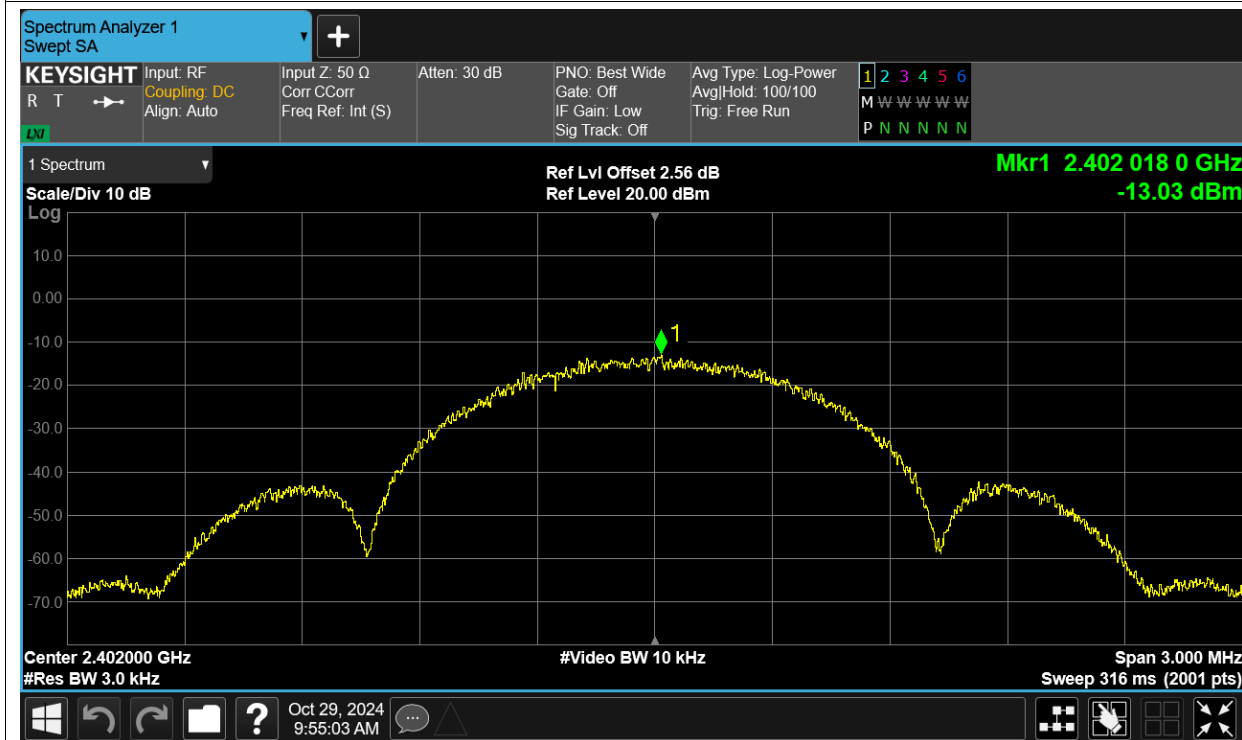 Spectrum Analyzer 1
Swept SA
+
KEYSIGHT
R T
LXI
Input: RF
Coupling: DC
Align: Auto
Input Z: 50 Ω
Corr CCorr
Freq Ref: Int (S)
Atten: 30 dB
PNO: Best Wide
Gate: Off
IF Gain: Low
Sig Track: Off
Avg Type: Log-Power
Avg|Hold: 100/100
Trig: Free Run
1 2 3 4 5 6
M W W W W W
P N N N N N
1 Spectrum
Scale/Div 10 dB
Log
Ref Lvl Offset 2.56 dB
Ref Level 20.00 dBm
Mkr1 2.402 018 0 GHz
-13.03 dBm
10.0
0.00
-10.0
-20.0
-30.0
-40.0
-50.0
-60.0
-70.0
1
Center 2.402000 GHz
#Res BW 3.0 kHz
#Video BW 10 kHz
Span 3.000 MHz
Sweep 316 ms (2001 pts)
?
Oct 29, 2024
9:55:03 AM